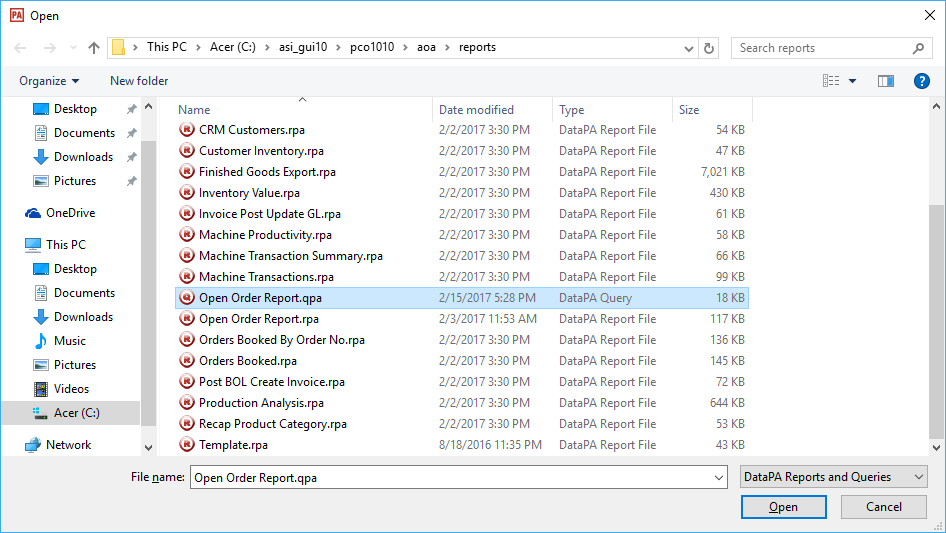 PA Open
This PC > Acer (C:) > asi_gui10 > pco1010 > aoa > reports
Search reports
Organize New folder
?
Desktop
Documents
Downloads
Pictures
OneDrive
This PC
Desktop
Documents
Downloads
Music
Pictures
Videos
Acer (C:)
Network
Name Date modified Type Size
R CRM Customers.rpa 2/2/2017 3:30 PM DataPA Report File 54 KB
R Customer Inventory.rpa 2/2/2017 3:30 PM DataPA Report File 47 KB
R Finished Goods Export.rpa 2/2/2017 3:30 PM DataPA Report File 7,021 KB
R Inventory Value.rpa 2/2/2017 3:30 PM DataPA Report File 430 KB
R Invoice Post Update GL.rpa 2/2/2017 3:30 PM DataPA Report File 61 KB
R Machine Productivity.rpa 2/2/2017 3:30 PM DataPA Report File 58 KB
R Machine Transaction Summary.rpa 2/2/2017 3:30 PM DataPA Report File 66 KB
R Machine Transactions.rpa 2/2/2017 3:30 PM DataPA Report File 99 KB
Q Open Order Report.qpa 2/15/2017 5:28 PM DataPA Query 18 KB
R Open Order Report.rpa 2/3/2017 11:53 AM DataPA Report File 117 KB
R Orders Booked By Order No.rpa 2/2/2017 3:30 PM DataPA Report File 136 KB
R Orders Booked.rpa 2/2/2017 3:30 PM DataPA Report File 145 KB
R Post BOL Create Invoice.rpa 2/2/2017 3:30 PM DataPA Report File 72 KB
R Production Analysis.rpa 2/2/2017 3:30 PM DataPA Report File 644 KB
R Recap Product Category.rpa 2/2/2017 3:30 PM DataPA Report File 53 KB
R Template.rpa 8/18/2016 11:35 PM DataPA Report File 43 KB
File name: Open Order Report.qpa DataPA Reports and Queries
Open Cancel